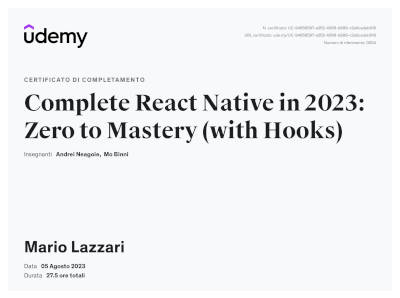 udemy
CERTIFICATO DI COMPLETAMENTO
Complete React Native in 2023:
Zero to Mastery (with Hooks)
Insegnanti Andrei Neagoie, Mo Binni
Mario Lazzari
Data 05 Agosto 2023
Durata 27.5 ore totali